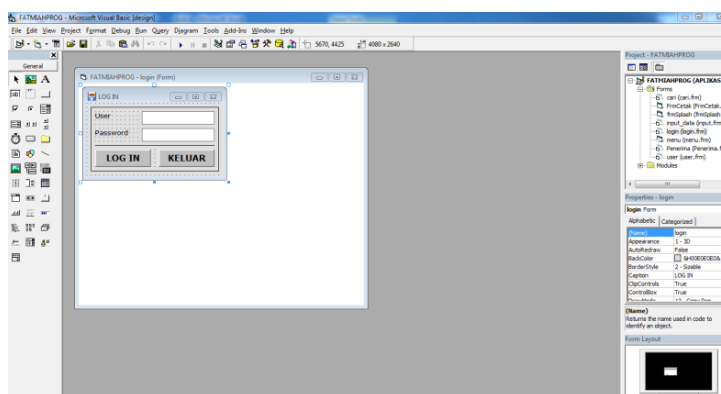 FATMIAHPROG - Microsoft Visual Basic [design]
File Edit View Project Format Debug Run Query Diagram Tools Add-Ins Window Help
5670, 4425 4080 x 2640
General
FATMIAHPROG - login (Form)
LOG IN
User
Password
LOG IN KELUAR
Project - FATMIAHPROG
FATMIAHPROG (APLIKAS
Forms
cari (cari.frm)
FrmCetak (FrmCetak.
frmSplash (frmSplash
input_data (input.frm
login (login.frm)
menu (menu.frm)
Penerima (Penerima.f
user (user.frm)
Modules
Properties - login
login Form
Alphabetic Categorized
(Name) login
Appearance 1 - 3D
AutoRedraw False
BackColor &H00E0E0E0&
BorderStyle 2 - Sizable
Caption LOG IN
ClipControls True
ControlBox True
(Name)
Returns the name used in code to
identify an object.
Form Layout